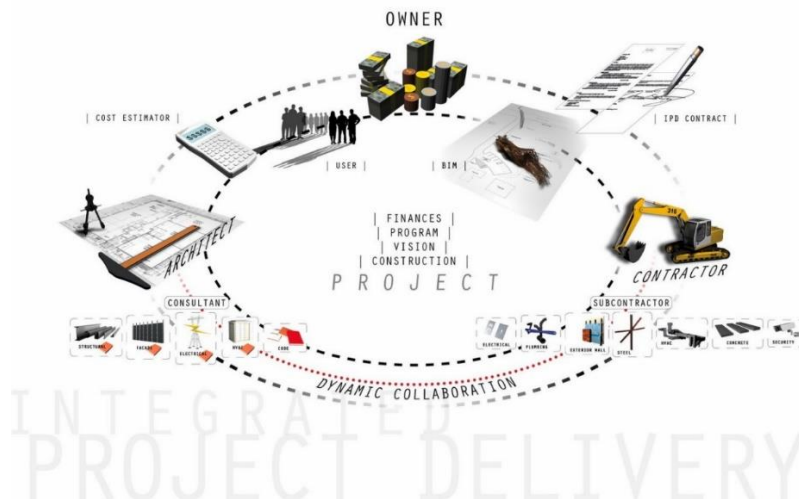 OWNER
| COST ESTIMATOR |
| IPD CONTRACT |
| USER |
| BIM |
| FINANCES |
| PROGRAM |
| VISION |
| CONSTRUCTION |
PROJECT
ARCHITECT
CONTRACTOR
CONSULTANT
SUBCONTRACTOR
STRUCTURAL
FACADE
ELECTRICAL
HVAC
CODE
ELECTRICAL
PLUMBING
EXTERIOR WALL
STEEL
HVAC
CONCRETE
SECURITY
DYNAMIC COLLABORATION
INTEGRATED
PROJECT DELIVERY